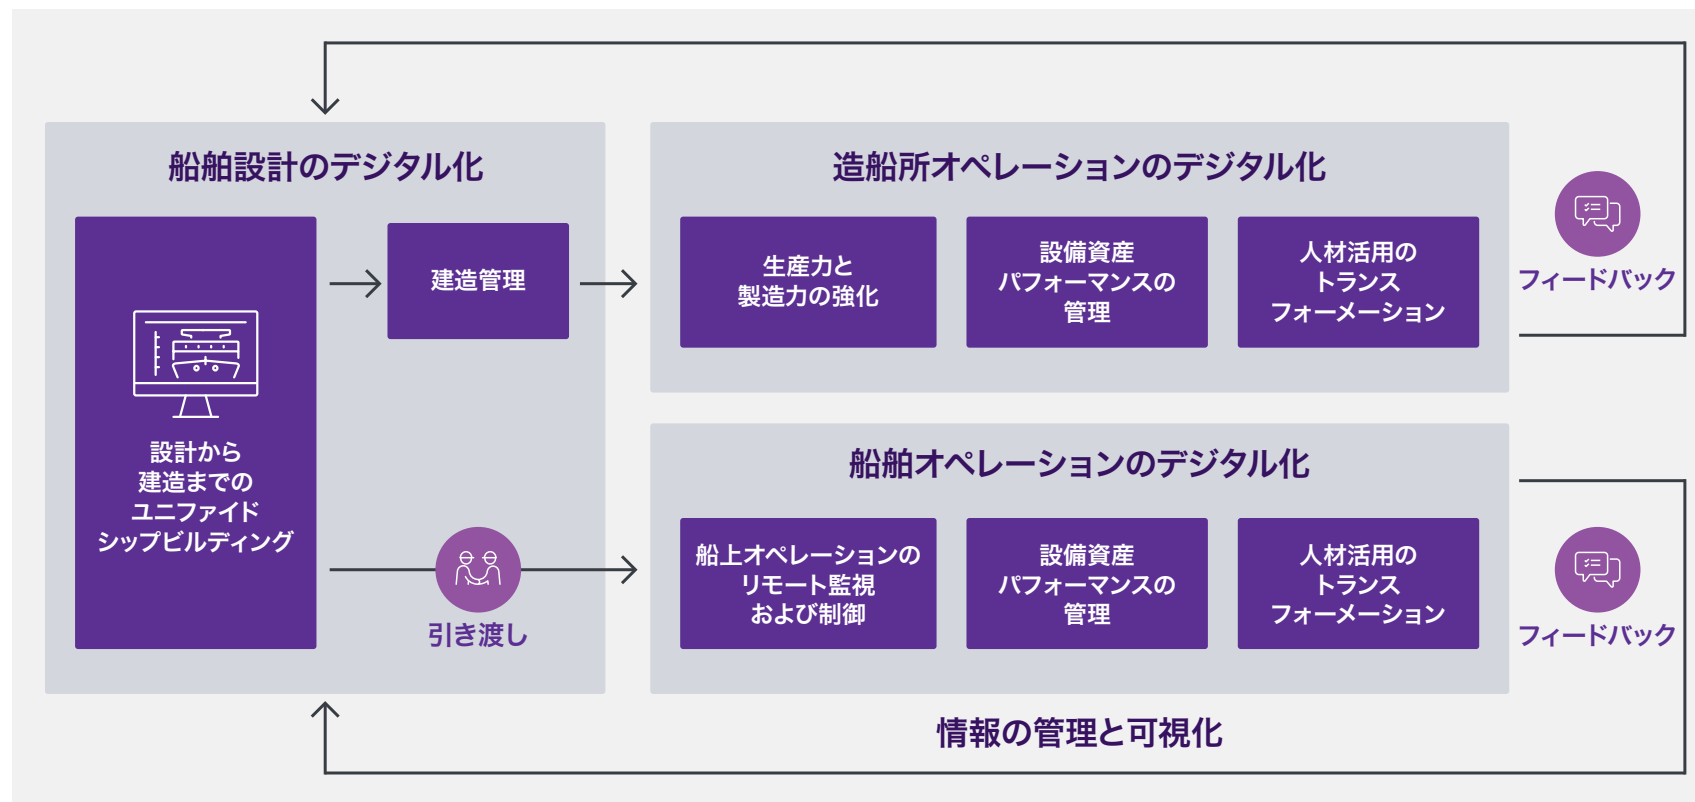 船舶設計のデジタル化
設計から
建造までの
ユニファイド
シップビルディング
建造管理
引き渡し
造船所オペレーションのデジタル化
生産力と
製造力の強化
設備資産
パフォーマンスの
管理
人材活用の
トランス
フォーメーション
フィードバック
船舶オペレーションのデジタル化
船上オペレーションの
リモート監視
および制御
設備資産
パフォーマンスの
管理
人材活用の
トランス
フォーメーション
フィードバック
情報の管理と可視化